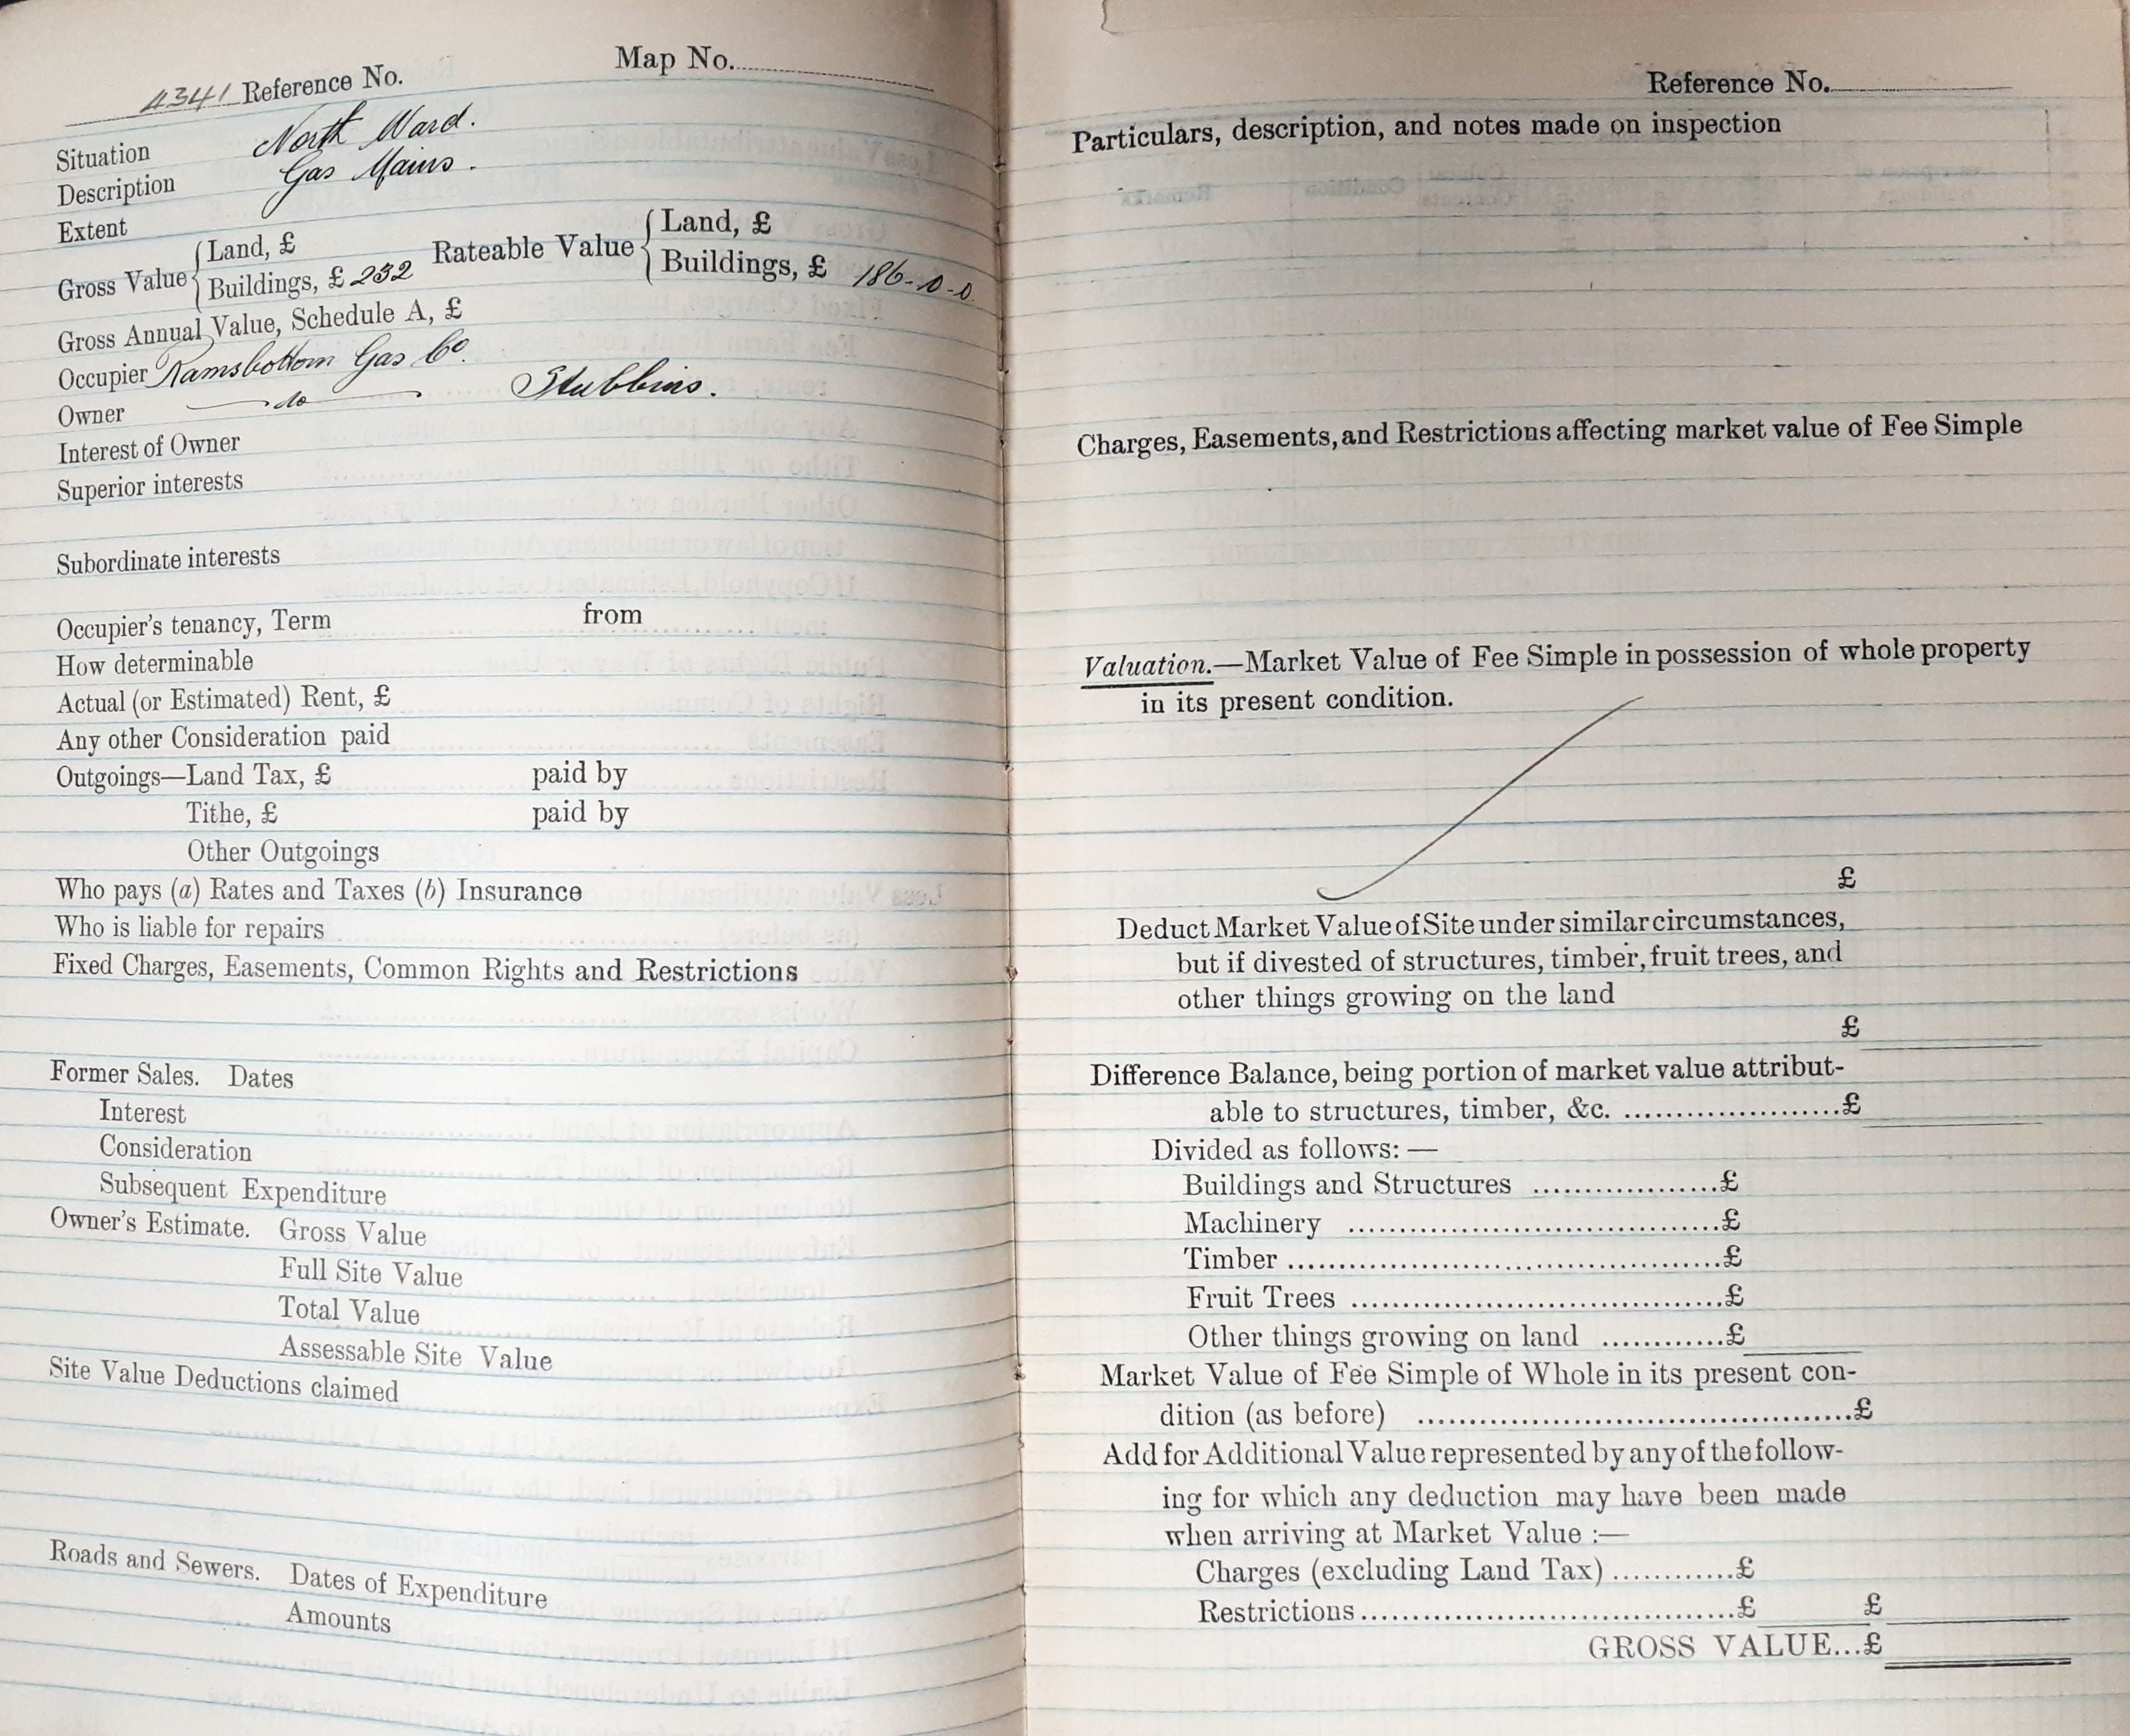 4341 Reference No. Map No.
Situation North Ward.
Description Gas Mains.
Extent
Gross Value { Land, £ Rateable Value { Land, £
Buildings, £ 232 Buildings, £ 186-0-0
Gross Annual Value, Schedule A, £
Occupier Ramsbottom Gas Co.
Owner do Stubbins.
Interest of Owner
Superior interests
Subordinate interests
Occupier's tenancy, Term from
How determinable
Actual (or Estimated) Rent, £
Any other Consideration paid
Outgoings—Land Tax, £ paid by
Tithe, £ paid by
Other Outgoings
Who pays (a) Rates and Taxes (b) Insurance
Who is liable for repairs
Fixed Charges, Easements, Common Rights and Restrictions
Former Sales. Dates
Interest
Consideration
Subsequent Expenditure
Owner's Estimate. Gross Value
Full Site Value
Total Value
Assessable Site Value
Site Value Deductions claimed
Roads and Sewers. Dates of Expenditure
Amounts
Reference No.
Particulars, description, and notes made on inspection
Charges, Easements, and Restrictions affecting market value of Fee Simple
Valuation.—Market Value of Fee Simple in possession of whole property
in its present condition.
£
Deduct Market Value of Site under similar circumstances,
but if divested of structures, timber, fruit trees, and
other things growing on the land
£
Difference Balance, being portion of market value attribut-
able to structures, timber, &c. ..................... £
Divided as follows: —
Buildings and Structures .................. £
Machinery .................................... £
Timber .......................................... £
Fruit Trees .................................... £
Other things growing on land ............ £
Market Value of Fee Simple of Whole in its present con-
dition (as before) .......................................... £
Add for Additional Value represented by any of the follow-
ing for which any deduction may have been made
when arriving at Market Value :—
Charges (excluding Land Tax) ............ £
Restrictions .................................... £ £
GROSS VALUE... £